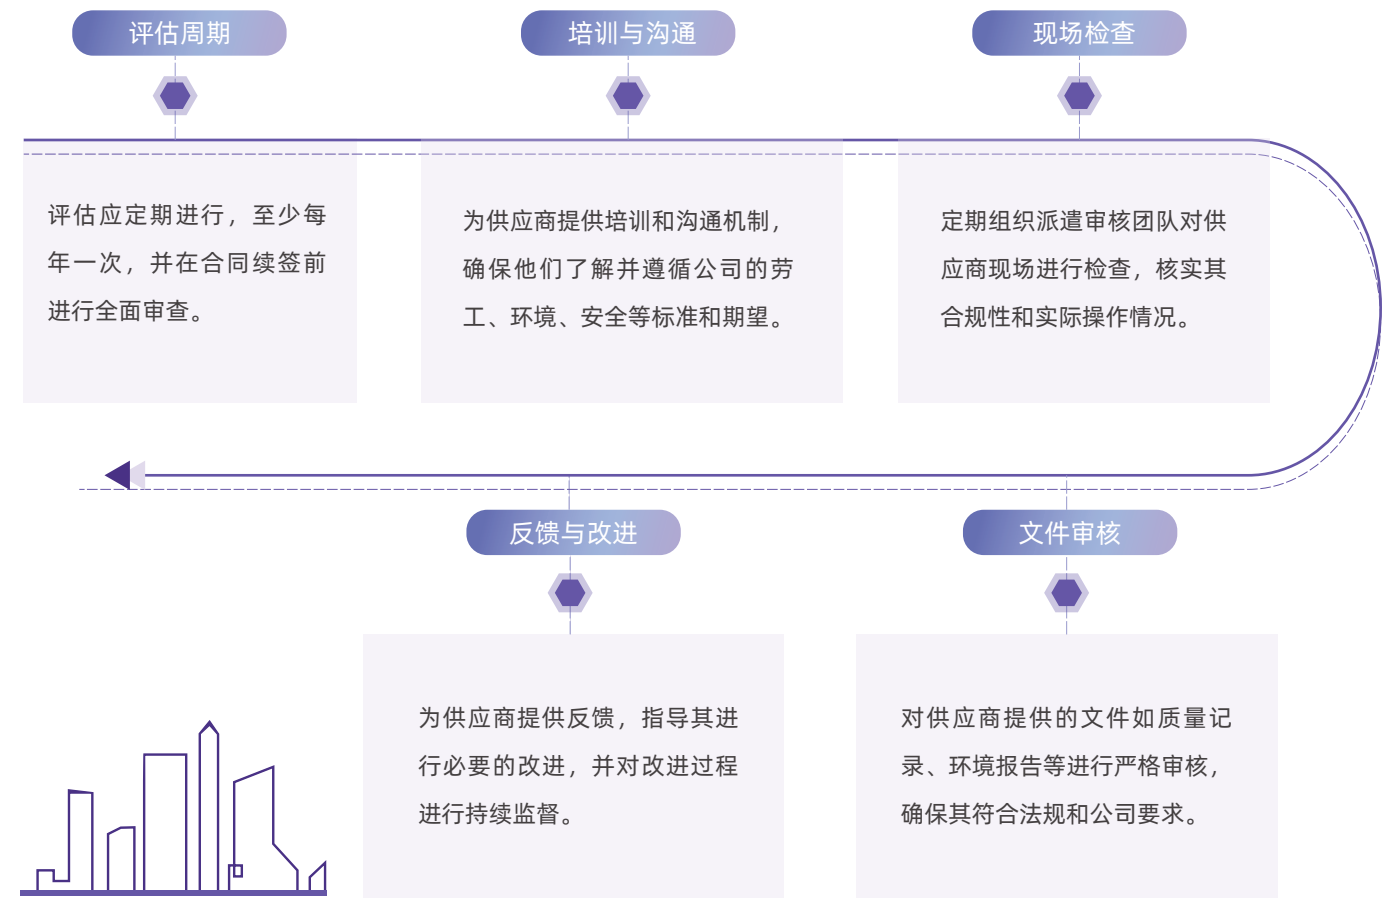 评估周期
评估应定期进行，至少每
年一次，并在合同续签前
进行全面审查。
培训与沟通
为供应商提供培训和沟通机制，
确保他们了解并遵循公司的劳
工、环境、安全等标准和期望。
现场检查
定期组织派遣审核团队对供
应商现场进行检查，核实其
合规性和实际操作情况。
文件审核
对供应商提供的文件如质量记
录、环境报告等进行严格审核，
确保其符合法规和公司要求。
反馈与改进
为供应商提供反馈，指导其进
行必要的改进，并对改进过程
进行持续监督。